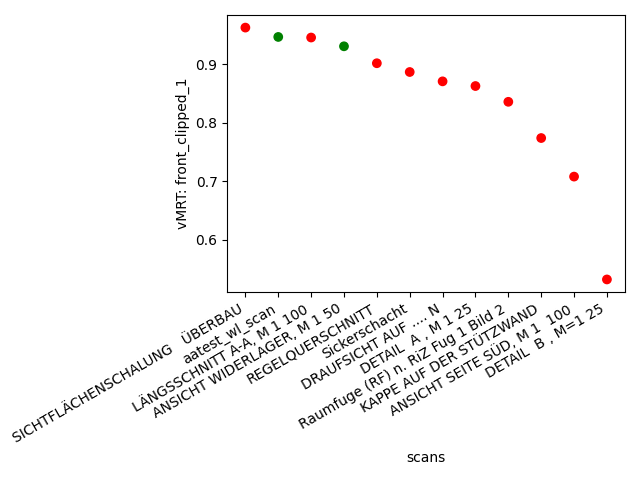 vMRT: front_clipped_1
0.9
0.8
0.7
0.6
SICHTFLÄCHENSCHALUNG   ÜBERBAU
aatest_wl_scan
LÄNGSSCHNITT A-A, M 1 100
ANSICHT WIDERLAGER, M 1 50
REGELQUERSCHNITT
Sickerschacht
DRAUFSICHT AUF .... N
DETAIL  A , M 1 25
Raumfuge (RF) n. RiZ Fug 1 Bild 2
KAPPE AUF DER STÜTZWAND
ANSICHT SEITE SÜD, M 1  100
DETAIL  B , M=1 25
scans